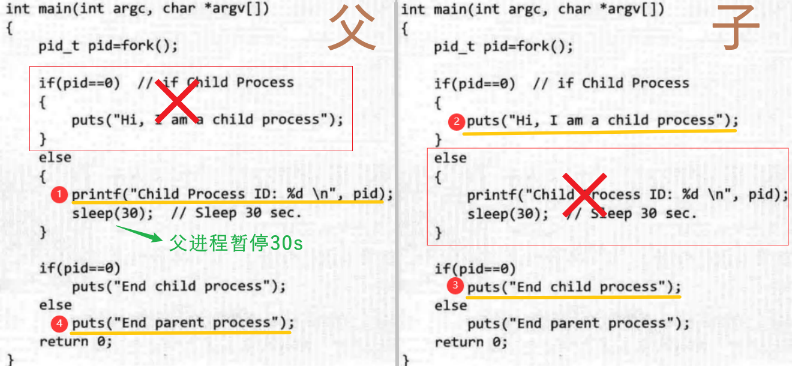 int main(int argc, char *argv[])
父
{
pid_t pid=fork();
if(pid==0) // if Child Process
{
puts("Hi, I am a child process");
}
else
{
1 printf("Child Process ID: %d \n", pid);
sleep(30); // Sleep 30 sec.
}
父进程暂停30s
if(pid==0)
puts("End child process");
else
4 puts("End parent process");
return 0;
}
int main(int argc, char *argv[])
子
{
pid_t pid=fork();
if(pid==0) // if Child Process
{
2 puts("Hi, I am a child process");
}
else
{
printf("Child Process ID: %d \n", pid);
sleep(30); // Sleep 30 sec.
}
if(pid==0)
3 puts("End child process");
else
puts("End parent process");
return 0;
}